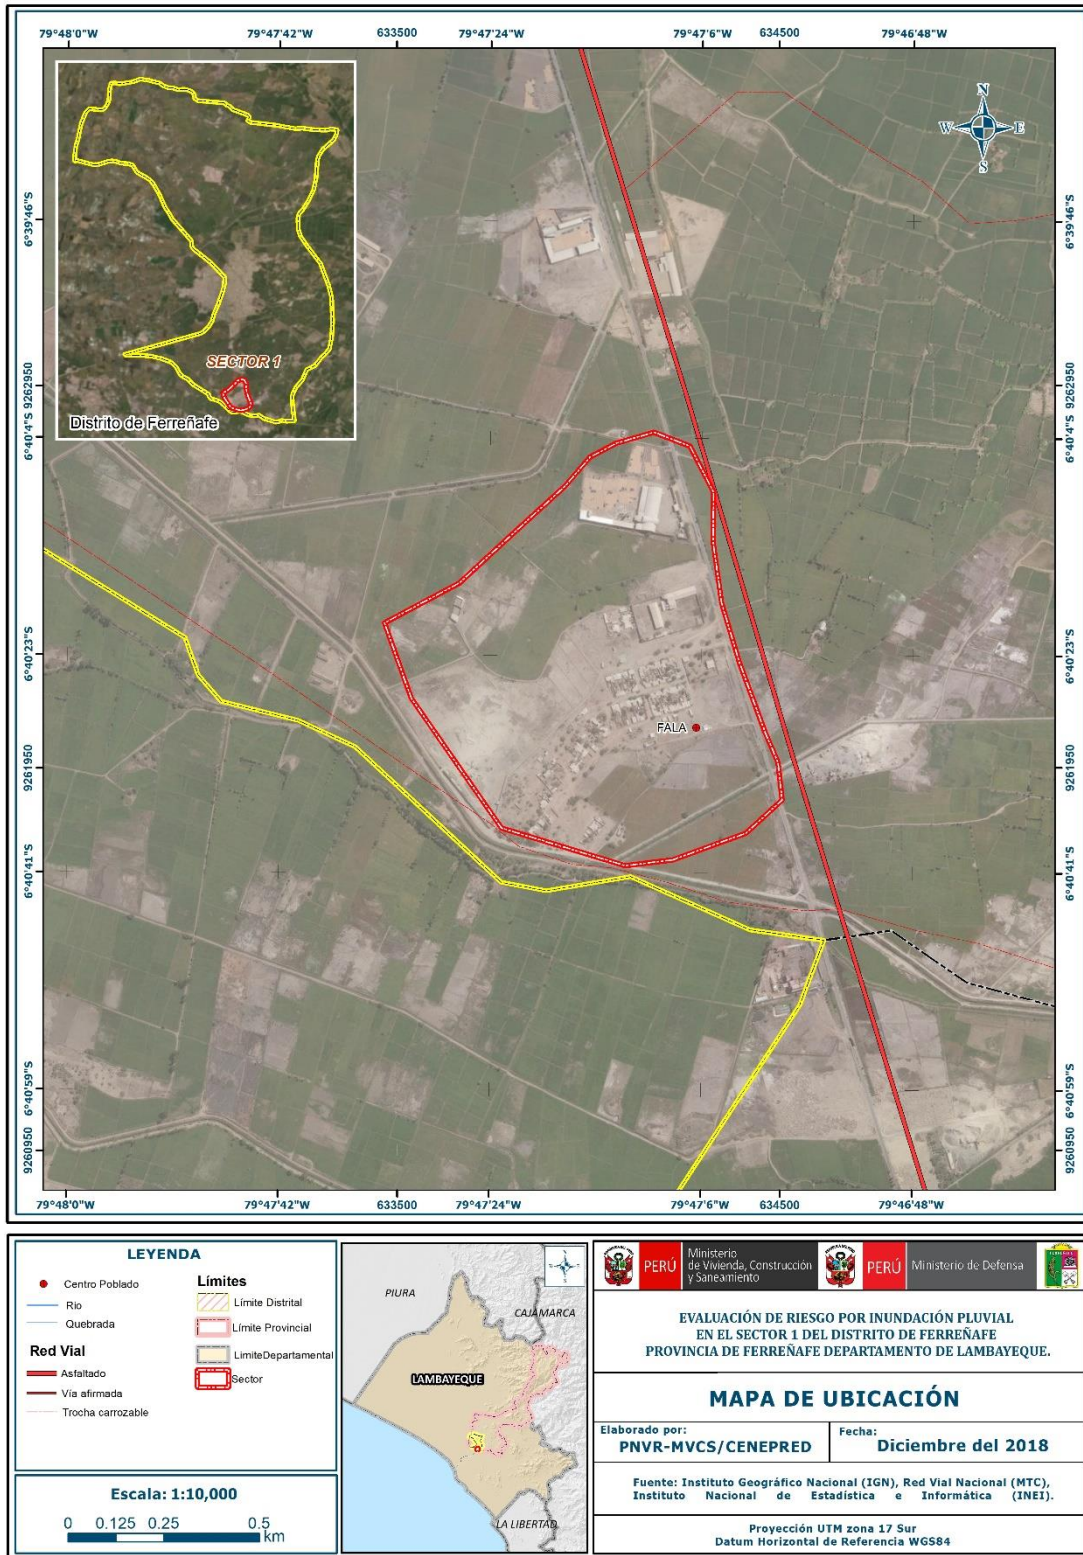 79°48'0"W
79°47'42"W
633500
79°47'24"W
79°47'6"W
634500
79°46'48"W
N
W
E
S
6°39'46"S
6°39'46"S
SECTOR 1
Distrito de Ferreñafe
9262950
9262950
6°40'4"S
6°40'4"S
6°40'23"S
6°40'23"S
FALA
9261950
9261950
6°40'41"S
6°40'41"S
6°40'59"S
6°40'59"S
9260950
9260950
79°48'0"W
79°47'42"W
633500
79°47'24"W
79°47'6"W
634500
79°46'48"W
LEYENDA
Centro Poblado
Rio
Quebrada
Red Vial
Asfaltado
Vía afirmada
Trocha carrozable
Límites
Límite Distrital
Límite Provincial
LimiteDepartamental
Sector
Escala: 1:10,000
0 0.125 0.25 0.5
km
PIURA
CAJAMARCA
LAMBAYEQUE
LA LIBERTAD
PERÚ
Ministerio
de Vivienda, Construcción
y Saneamiento
PERÚ
Ministerio de Defensa
EVALUACIÓN DE RIESGO POR INUNDACIÓN PLUVIAL
EN EL SECTOR 1 DEL DISTRITO DE FERREÑAFE
PROVINCIA DE FERREÑAFE DEPARTAMENTO DE LAMBAYEQUE.
MAPA DE UBICACIÓN
Elaborado por:
PNVR-MVCS/CENEPRED
Fecha:
Diciembre del 2018
Fuente: Instituto Geográfico Nacional (IGN), Red Vial Nacional (MTC),
Instituto Nacional de Estadística e Informática (INEI).
Proyección UTM zona 17 Sur
Datum Horizontal de Referencia WGS84